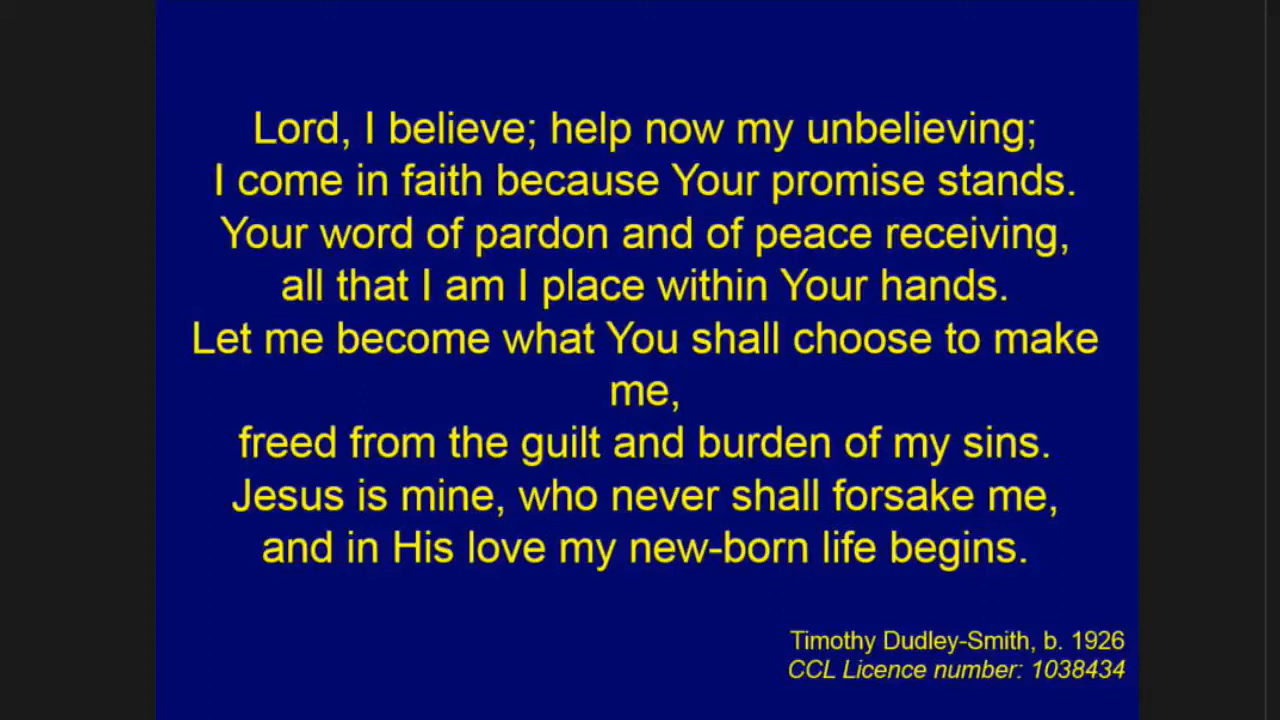 Lord, I believe; help now my unbelieving;
I come in faith because Your promise stands.
Your word of pardon and of peace receiving,
all that I am I place within Your hands.
Let me become what You shall choose to make
me,
freed from the guilt and burden of my sins.
Jesus is mine, who never shall forsake me,
and in His love my new-born life begins.
Timothy Dudley-Smith, b. 1926
CCL Licence number: 1038434